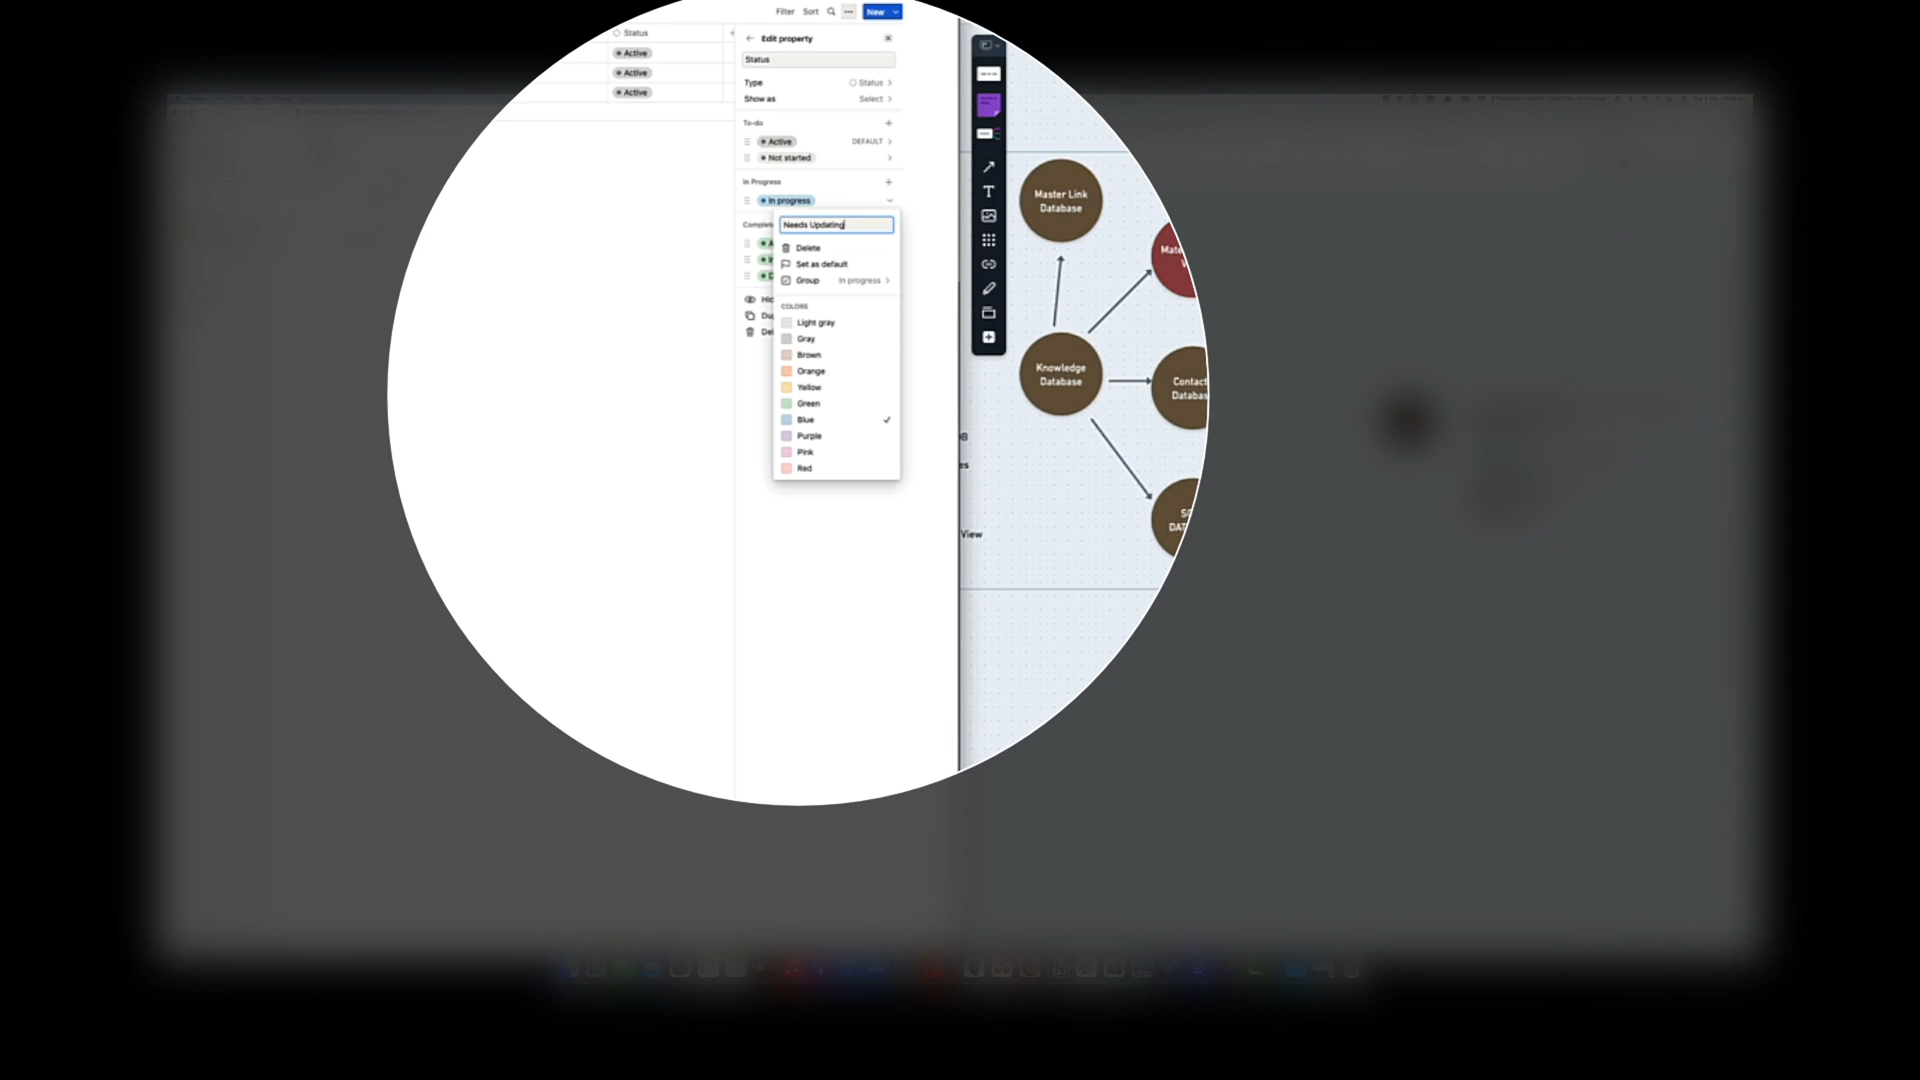 Filter Sort New
Status
Active
Active
Active
Edit property
Status
Type Status
Show as Select
To-do
Active DEFAULT
Not started
In Progress
In progress
Needs Updating
Delete
Set as default
Group In progress
COLORS
Light gray
Gray
Brown
Orange
Yellow
Green
Blue
Purple
Pink
Red
View
Master Link
Database
Knowledge
Database
Contact